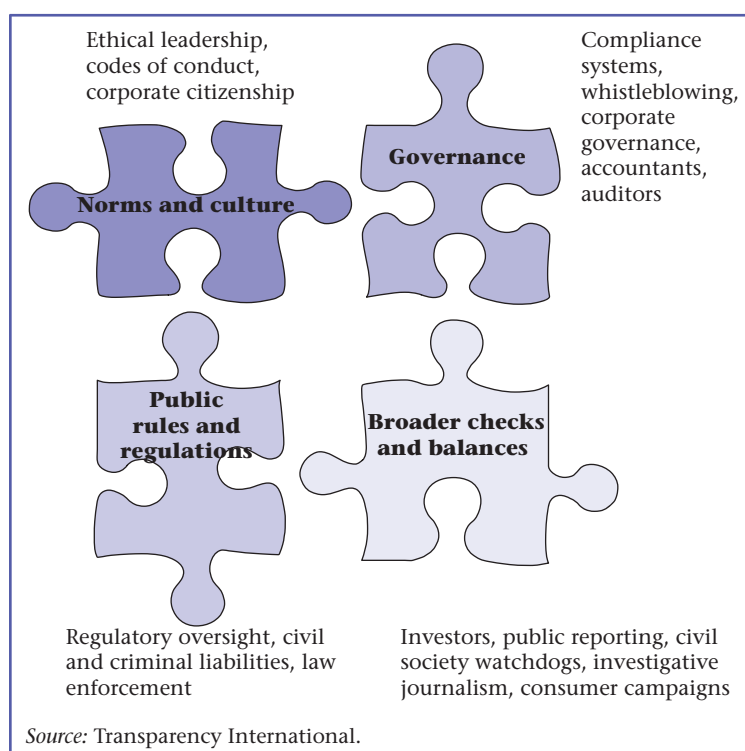 Ethical leadership,
codes of conduct,
corporate citizenship
Norms and culture
Compliance
systems,
whistleblowing,
corporate
governance,
accountants,
auditors
Governance
Public
rules and
regulations
Regulatory oversight, civil
and criminal liabilities, law
enforcement
Broader checks
and balances
Investors, public reporting, civil
society watchdogs, investigative
journalism, consumer campaigns
Source: Transparency International.